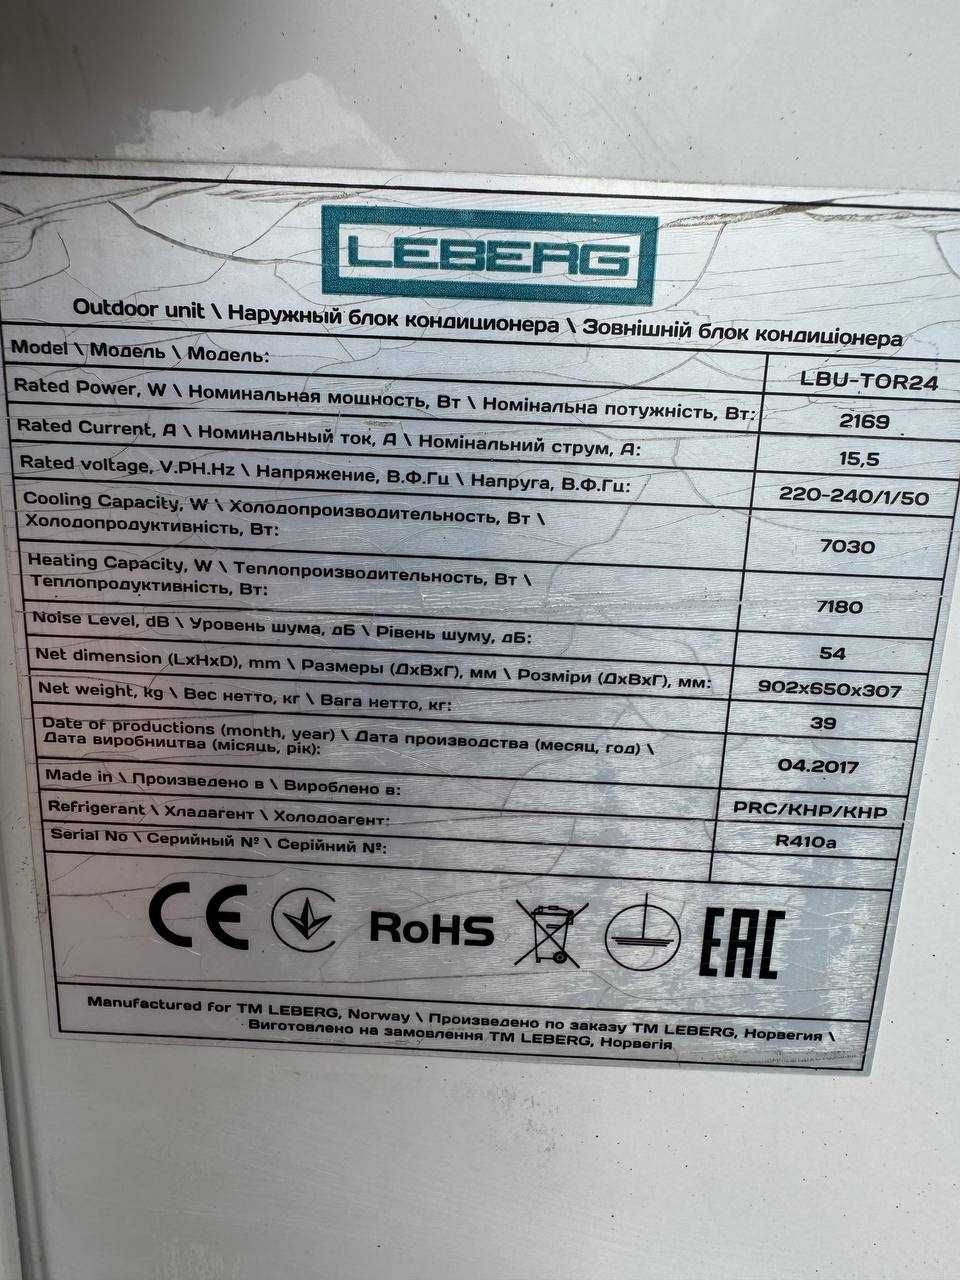 LEBERG
Outdoor unit \ Наружный блок кондиционера \ Зовнішній блок кондиціонера
Model \ Модель \ Модель: LBU-TOR24
Rated Power, W \ Номинальная мощность, Вт \ Номінальна потужність, Вт: 2169
Rated Current, A \ Номинальный ток, А \ Номінальний струм, А: 15,5
Rated voltage, V.PH.Hz \ Напряжение, В.Ф.Гц \ Напруга, В.Ф.Гц: 220-240/1/50
Cooling Capacity, W \ Холодопроизводительность, Вт \
Холодопродуктивність, Вт: 7030
Heating Capacity, W \ Теплопроизводительность, Вт \
Теплопродуктивність, Вт: 7180
Noise Level, dB \ Уровень шума, дБ \ Рівень шуму, дБ: 54
Net dimension (LxHxD), mm \ Размеры (ДхВхГ), мм \ Розміри (ДхВхГ), мм: 902x650x307
Net weight, kg \ Вес нетто, кг \ Вага нетто, кг: 39
Date of productions (month, year) \ Дата производства (месяц, год) \
Дата виробництва (місяць, рік): 04.2017
Made in \ Произведено в \ Вироблено в: PRC/КНР/КНР
Refrigerant \ Хладагент \ Холодоагент: R410a
Serial No \ Серийный № \ Серійний №:
CE RoHS EAC
Manufactured for TM LEBERG, Norway \ Произведено по заказу ТМ LEBERG, Норвегия \
Виготовлено на замовлення ТМ LEBERG, Норвегія